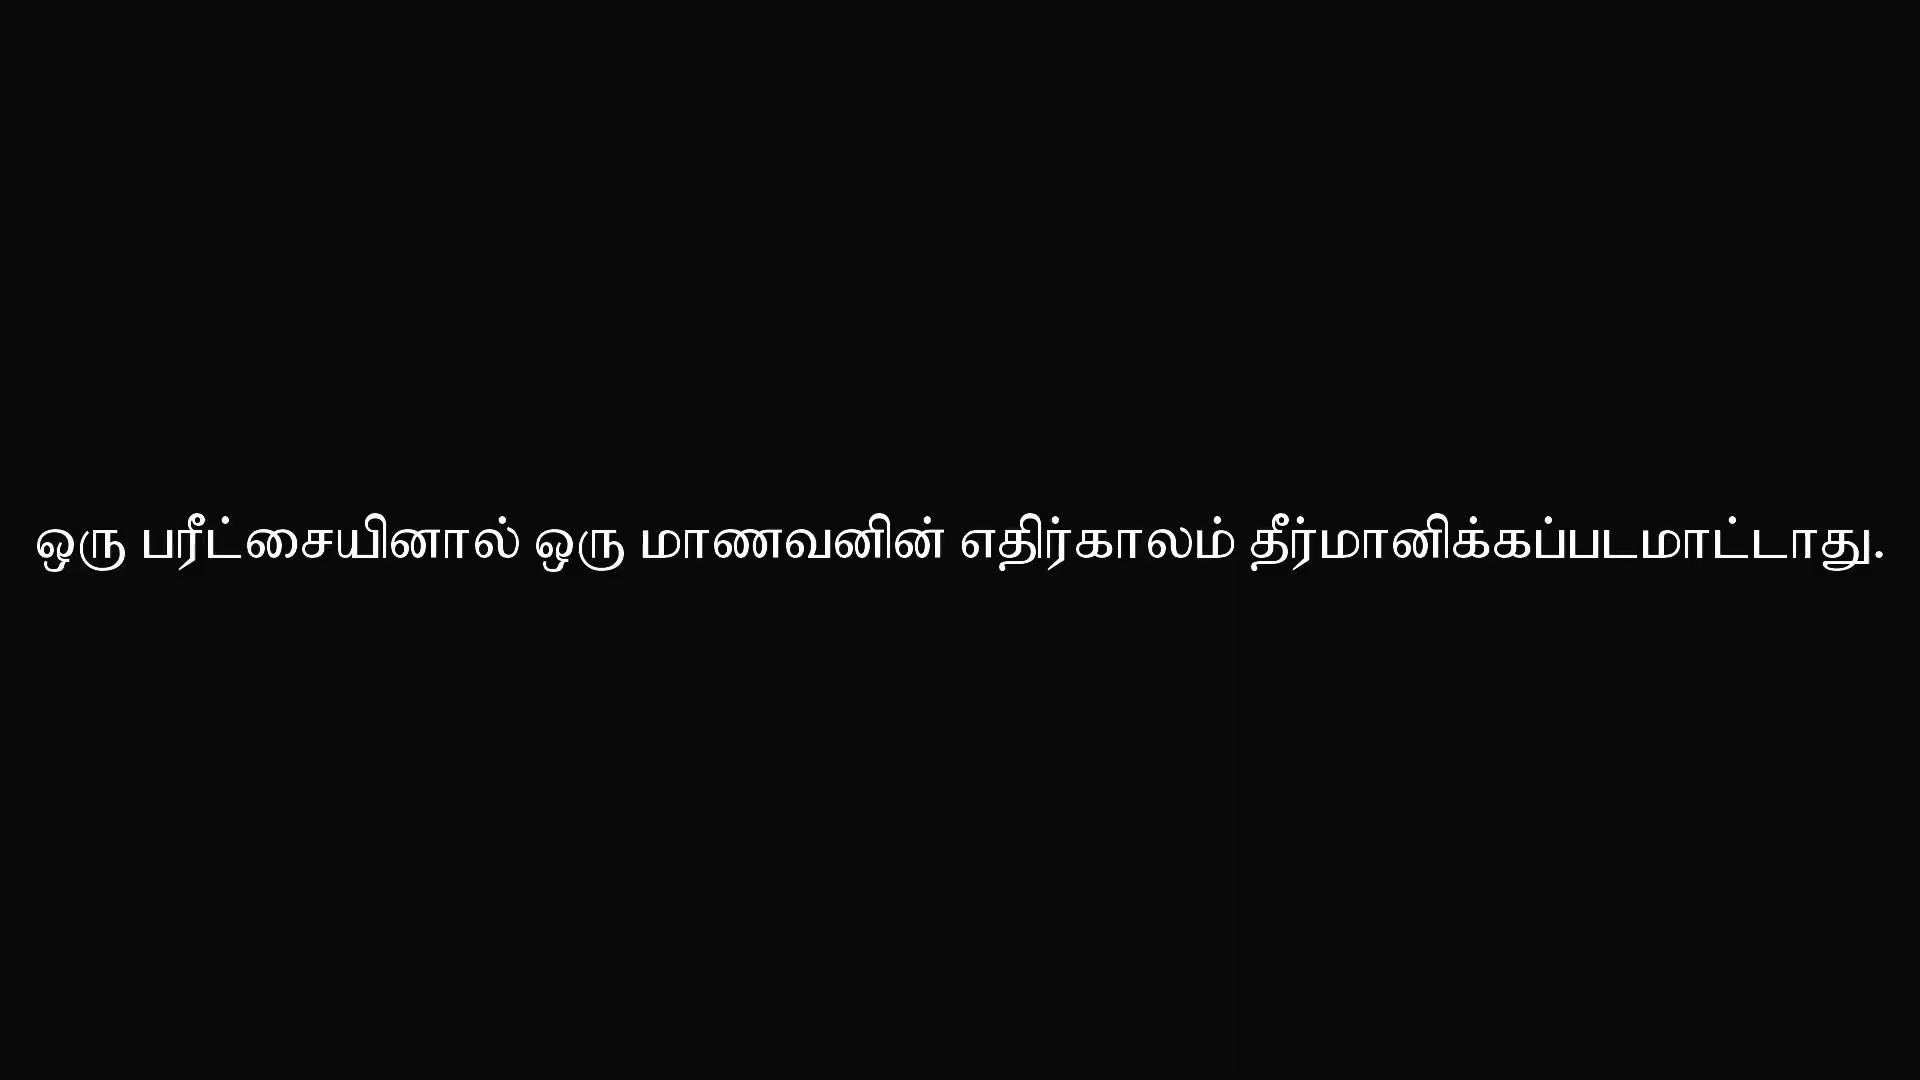 ஒரு பரீட்சையினால் ஒரு மாணவனின் எதிர்காலம் தீர்மானிக்கப்படமாட்டாது.